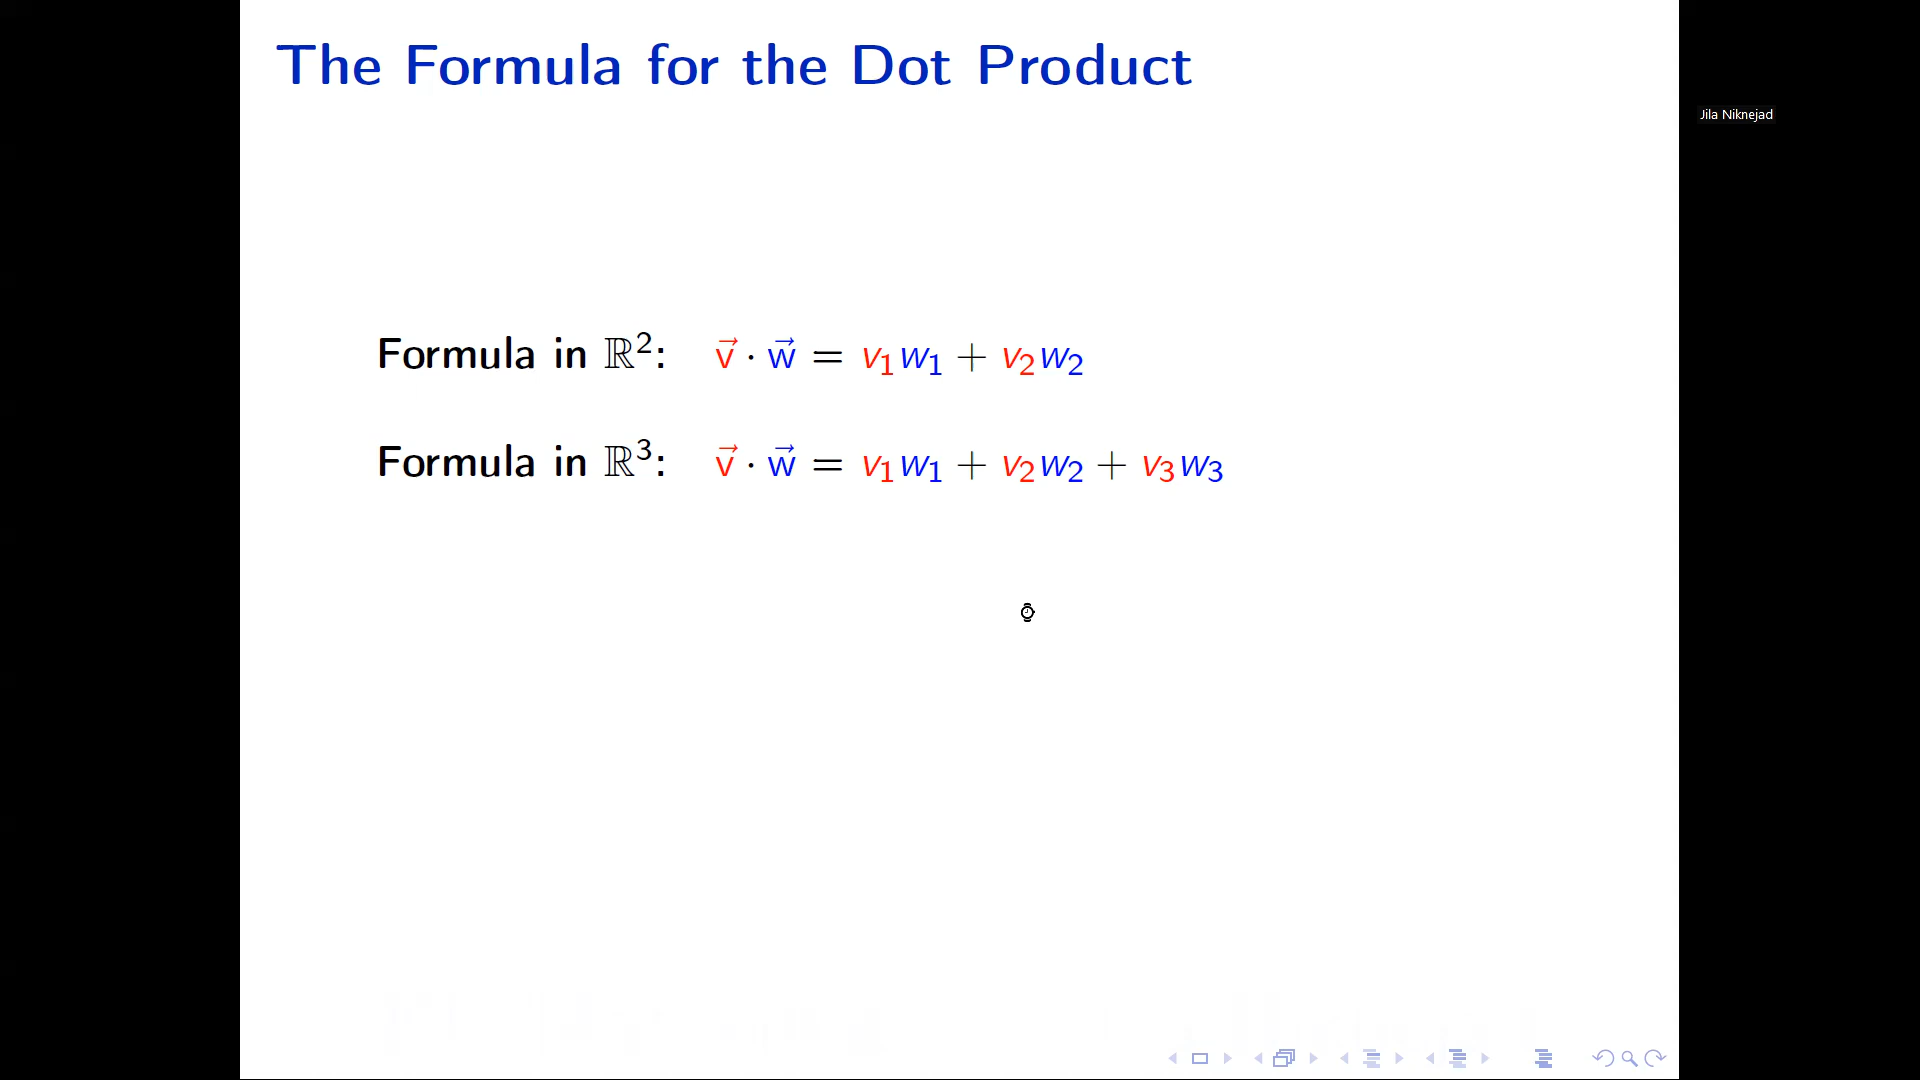 The Formula for the Dot Product
Jila Niknejad
Formula in ℝ²: v⃗ · w⃗ = v₁w₁ + v₂w₂
Formula in ℝ³: v⃗ · w⃗ = v₁w₁ + v₂w₂ + v₃w₃